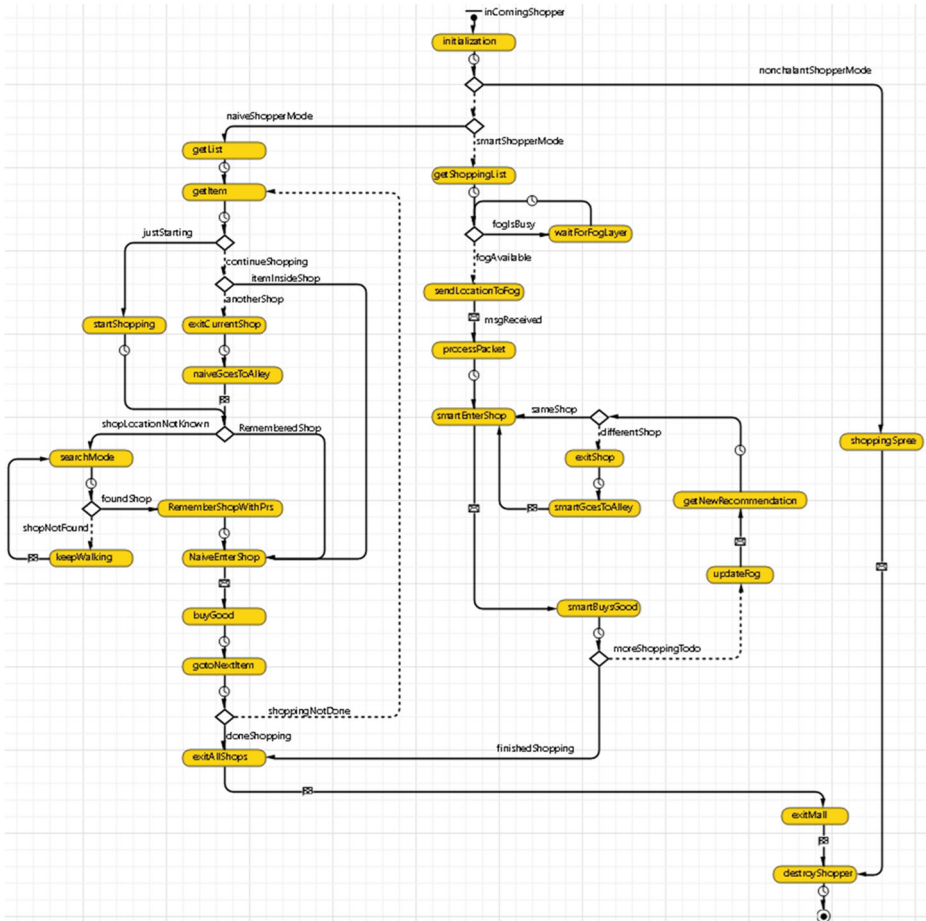 inComingShopper
initialization
nonchalantShopperMode
naiveShopperMode
smartShopperMode
getList
getShoppingList
getItem
fogIsBusy
waitForFogLayer
justStarting
continueShopping
fogAvailable
itemInsideShop
anotherShop
sendLocationToFog
startShopping
exitCurrentShop
msgReceived
processPacket
naiveGoesToAlley
smartEnterShop
sameShop
shopLocationNotKnown
RememberedShop
differentShop
shoppingSpree
searchMode
exitShop
foundShop
RememberShopWithPrs
smartGoesToAlley
getNewRecommendation
shopNotFound
keepWalking
NaiveEnterShop
updateFog
buyGood
smartBuysGood
moreShoppingTodo
gotoNextItem
shoppingNotDone
doneShopping
finishedShopping
exitAllShops
exitMall
destroyShopper